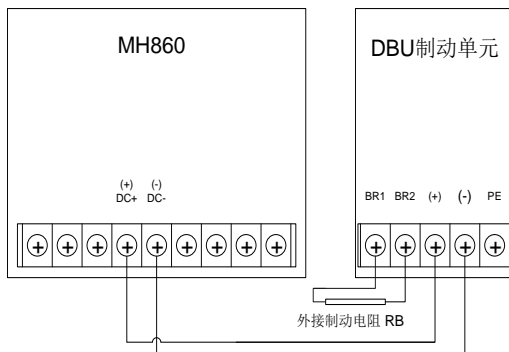 MH860
DBU制动单元
(+) (-)
DC+ DC-
BR1 BR2 (+) (-) PE
外接制动电阻 RB